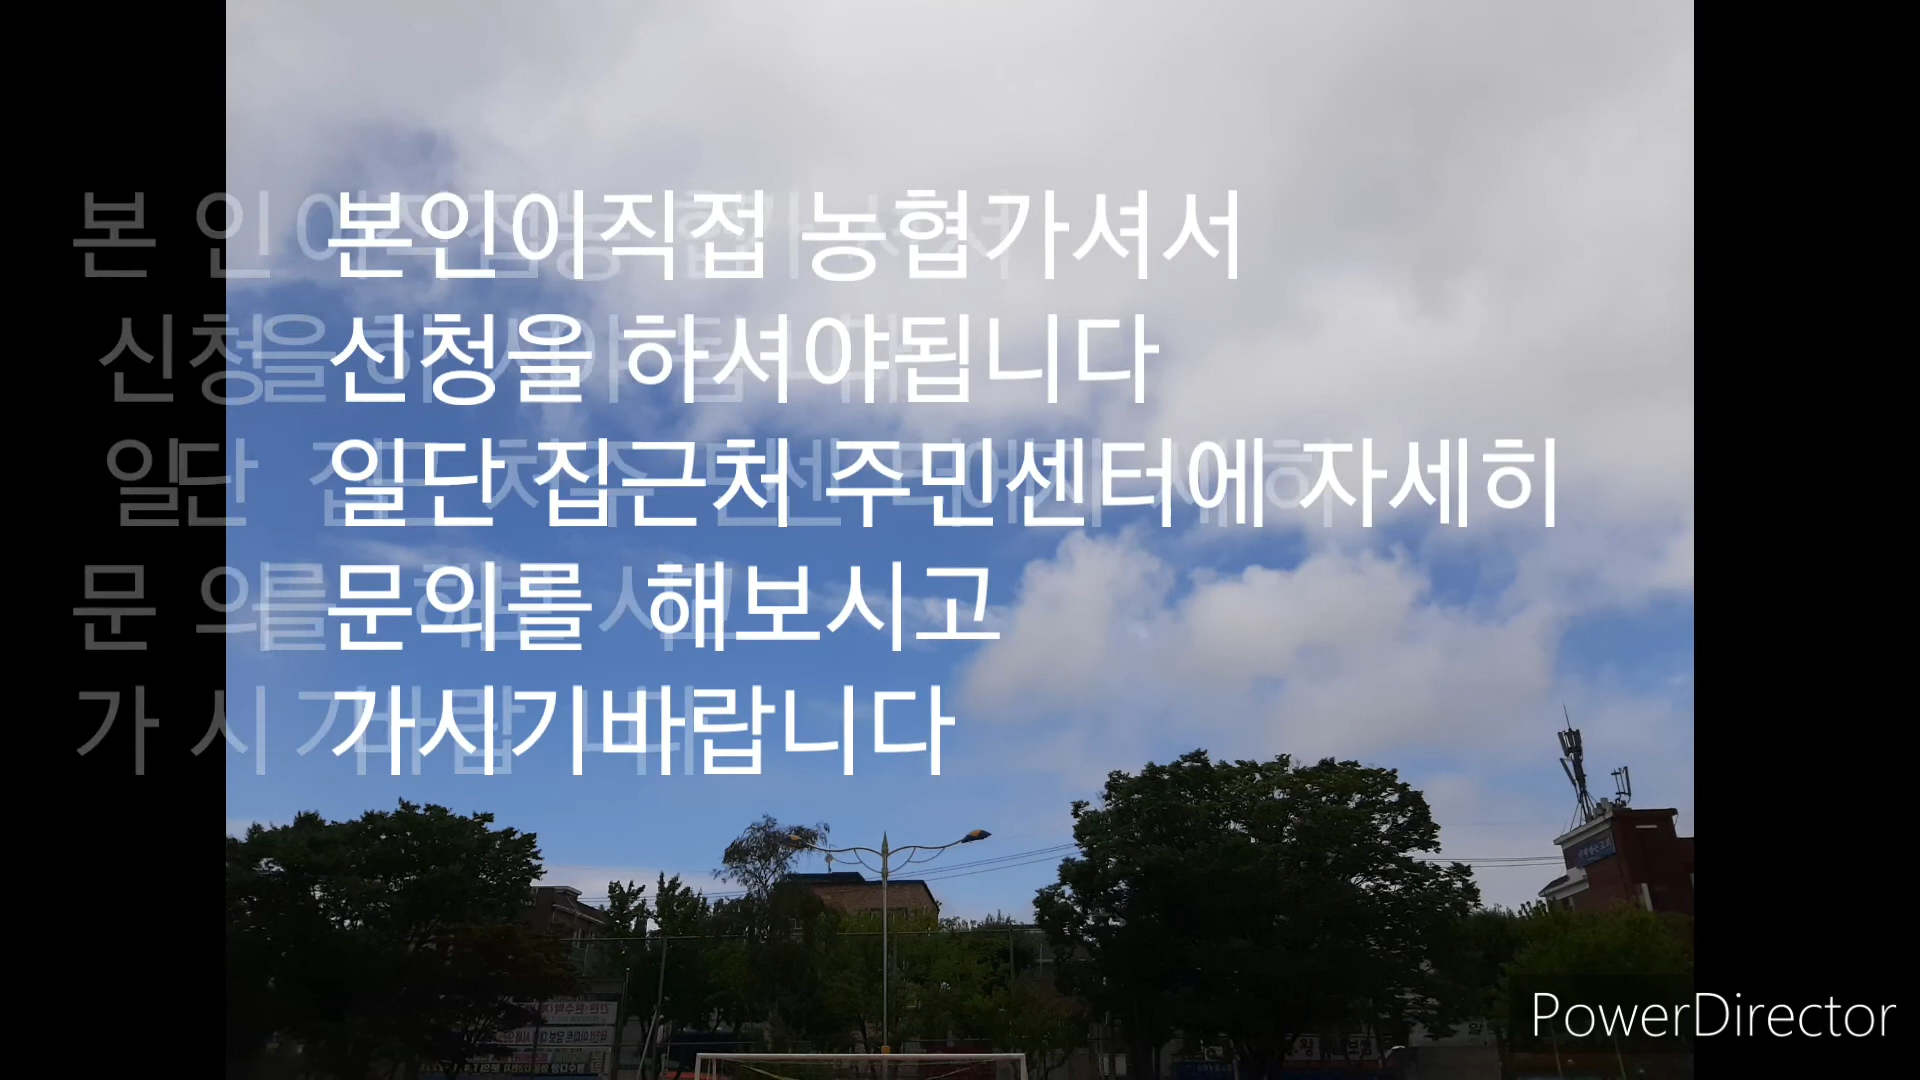 본인이직접 농협가셔서
신청을 하셔야됩니다
일단 집근처 주민센터에 자세히
문의를 해보시고
가시기바랍니다
PowerDirector